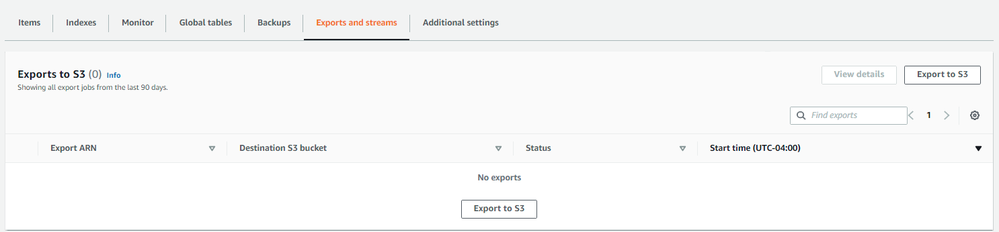 Items Indexes Monitor Global tables Backups Exports and streams Additional settings
Exports to S3 (0) Info View details Export to S3
Showing all export jobs from the last 90 days.
Find exports 1
Export ARN Destination S3 bucket Status Start time (UTC-04:00)
No exports
Export to S3